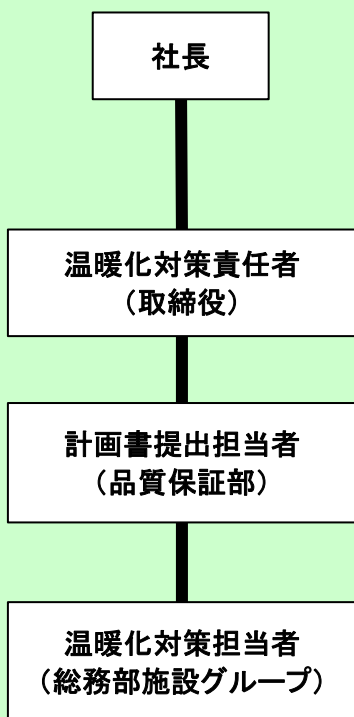 社長
温暖化対策責任者
（取締役）
計画書提出担当者
（品質保証部）
温暖化対策担当者
（総務部施設グループ）